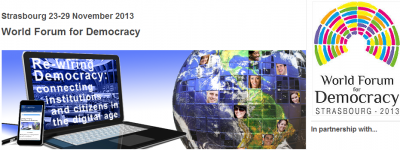 Strasbourg 23-29 November 2013
World Forum for Democracy
Re-wiring
Democracy:
connecting
institutions
and citizens in
the digital age
World Forum
for
Democracy
STRASBOURG · 2013
In partnership with...